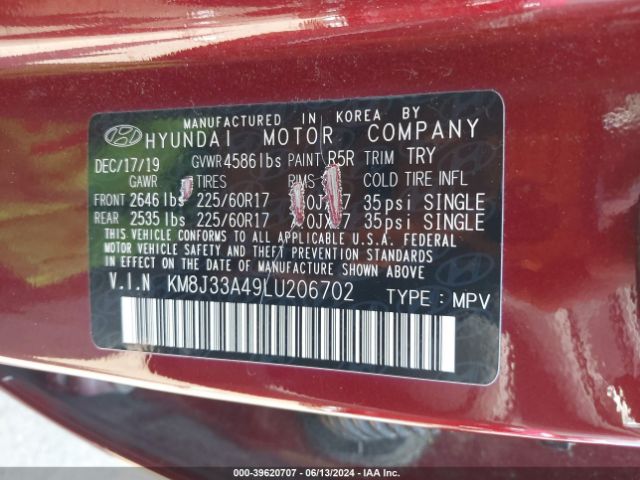 MANUFACTURED IN KOREA BY
HYUNDAI MOTOR COMPANY
DEC/17/19 GVWR 4586 lbs PAINT R5R TRIM TRY
GAWR TIRES RIMS COLD TIRE INFL
FRONT 2646 lbs 225/60R17 35psi SINGLE
REAR 2535 lbs 225/60R17 35psi SINGLE
THIS VEHICLE CONFORMS TO ALL APPLICABLE U.S.A. FEDERAL
MOTOR VEHICLE SAFETY AND THEFT PREVENTION STANDARDS
IN EFFECT ON THE DATE OF MANUFACTURE SHOWN ABOVE.
V.I.N KM8J33A49LU206702 TYPE : MPV
000-39620707 - 06/13/2024 - IAA Inc.